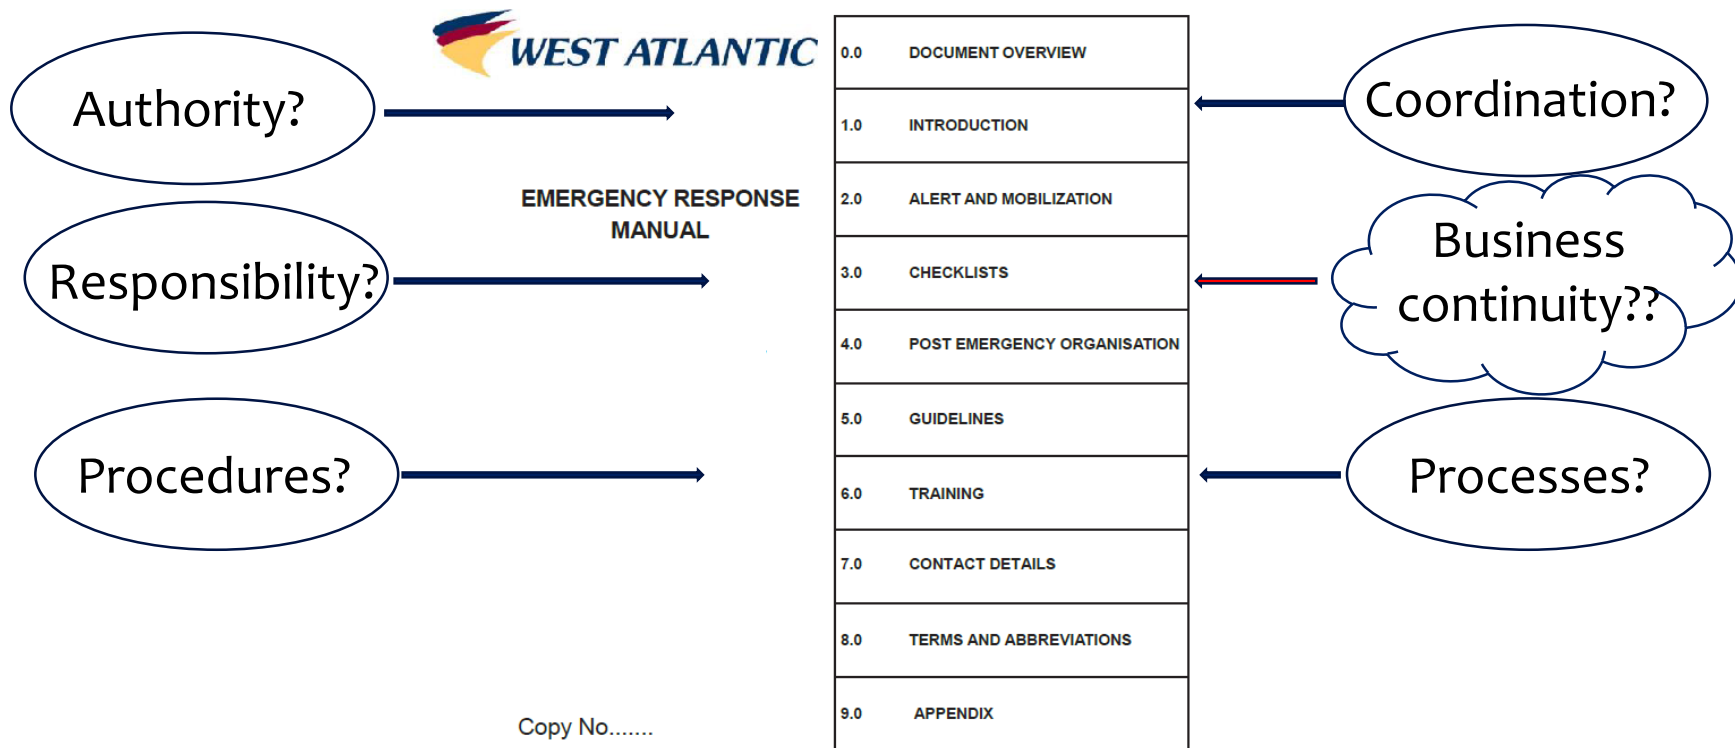 WEST ATLANTIC
Authority?
Responsibility?
Procedures?
EMERGENCY RESPONSE
MANUAL
Copy No.......
0.0 DOCUMENT OVERVIEW
1.0 INTRODUCTION
2.0 ALERT AND MOBILIZATION
3.0 CHECKLISTS
4.0 POST EMERGENCY ORGANISATION
5.0 GUIDELINES
6.0 TRAINING
7.0 CONTACT DETAILS
8.0 TERMS AND ABBREVIATIONS
9.0 APPENDIX
Coordination?
Business
continuity??
Processes?